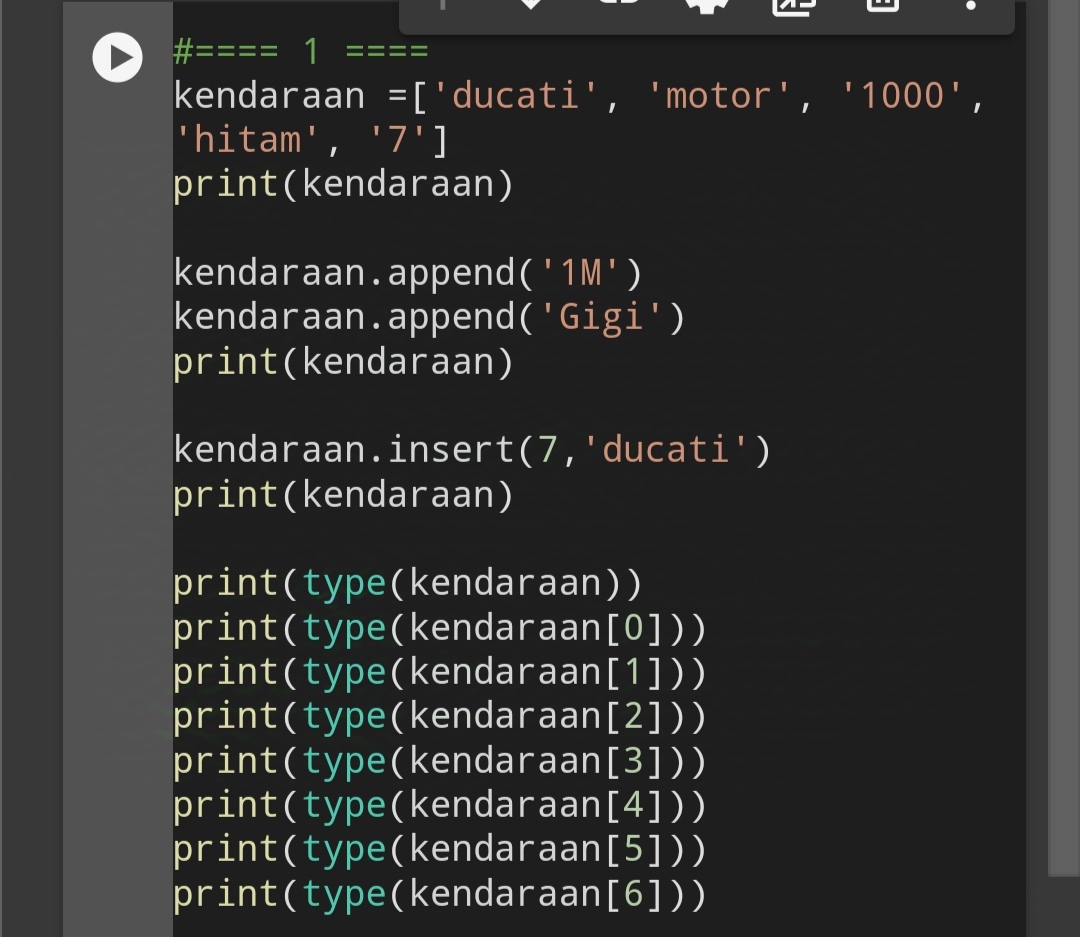 #==== 1 ====
kendaraan =['ducati', 'motor', '1000',
'hitam', '7']
print(kendaraan)
kendaraan.append('1M')
kendaraan.append('Gigi')
print(kendaraan)
kendaraan.insert(7,'ducati')
print(kendaraan)
print(type(kendaraan))
print(type(kendaraan[0]))
print(type(kendaraan[1]))
print(type(kendaraan[2]))
print(type(kendaraan[3]))
print(type(kendaraan[4]))
print(type(kendaraan[5]))
print(type(kendaraan[6]))